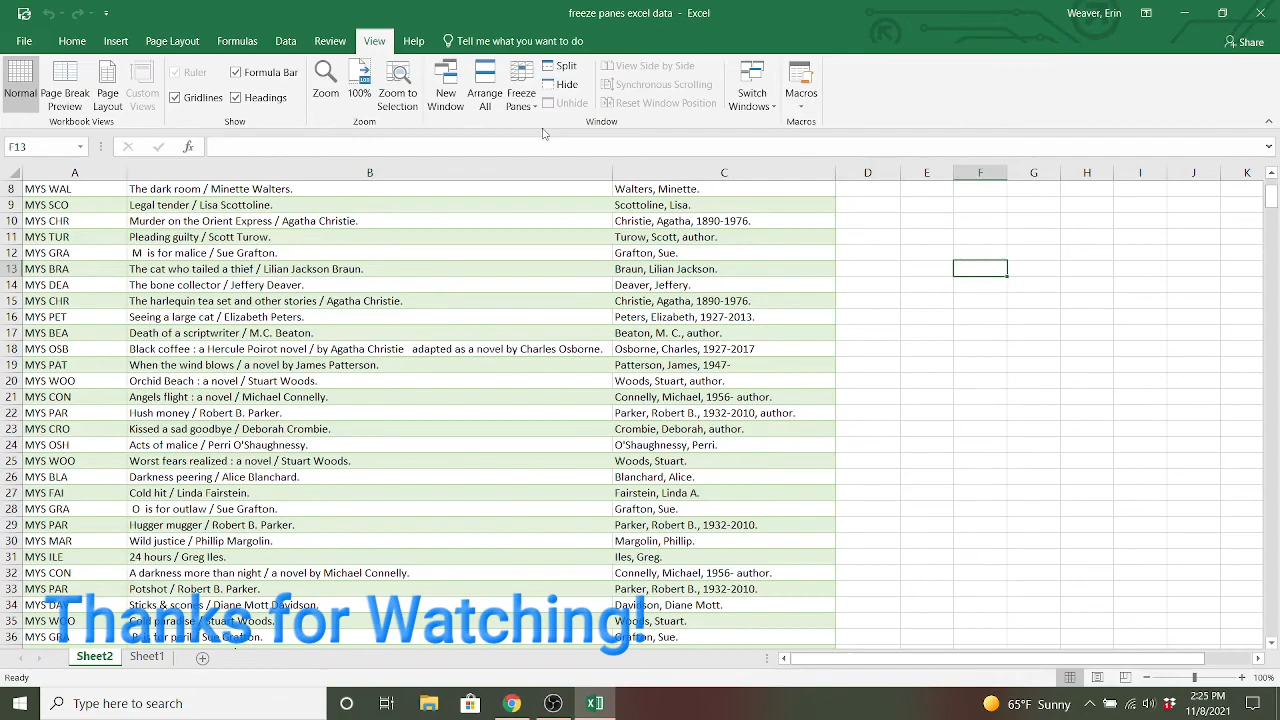 freeze panes excel data - Excel
Weaver, Erin
File Home Insert Page Layout Formulas Data Review View Help Tell me what you want to do Share
Normal Page Break Preview Page Layout Custom Views
Ruler Formula Bar
Gridlines Headings
Zoom 100% Zoom to Selection
New Window Arrange All Freeze Panes
Split
Hide
Unhide
View Side by Side
Synchronous Scrolling
Reset Window Position
Switch Windows Macros
Workbook Views Show Zoom Window Macros
F13 fx
A B C D E F G H I J K
8 MYS WAL The dark room / Minette Walters. Walters, Minette.
9 MYS SCO Legal tender / Lisa Scottoline. Scottoline, Lisa.
10 MYS CHR Murder on the Orient Express / Agatha Christie. Christie, Agatha, 1890-1976.
11 MYS TUR Pleading guilty / Scott Turow. Turow, Scott, author.
12 MYS GRA M is for malice / Sue Grafton. Grafton, Sue.
13 MYS BRA The cat who tailed a thief / Lilian Jackson Braun. Braun, Lilian Jackson.
14 MYS DEA The bone collector / Jeffery Deaver. Deaver, Jeffery.
15 MYS CHR The harlequin tea set and other stories / Agatha Christie. Christie, Agatha, 1890-1976.
16 MYS PET Seeing a large cat / Elizabeth Peters. Peters, Elizabeth, 1927-2013.
17 MYS BEA Death of a scriptwriter / M.C. Beaton. Beaton, M. C., author.
18 MYS OSB Black coffee : a Hercule Poirot novel / by Agatha Christie adapted as a novel by Charles Osborne. Osborne, Charles, 1927-2017
19 MYS PAT When the wind blows / a novel by James Patterson. Patterson, James, 1947-
20 MYS WOO Orchid Beach : a novel / Stuart Woods. Woods, Stuart, author.
21 MYS CON Angels flight : a novel / Michael Connelly. Connelly, Michael, 1956- author.
22 MYS PAR Hush money / Robert B. Parker. Parker, Robert B., 1932-2010, author.
23 MYS CRO Kissed a sad goodbye / Deborah Crombie. Crombie, Deborah, author.
24 MYS OSH Acts of malice / Perri O'Shaughnessy. O'Shaughnessy, Perri.
25 MYS WOO Worst fears realized : a novel / Stuart Woods. Woods, Stuart.
26 MYS BLA Darkness peering / Alice Blanchard. Blanchard, Alice.
27 MYS FAI Cold hit / Linda Fairstein. Fairstein, Linda A.
28 MYS GRA O is for outlaw / Sue Grafton. Grafton, Sue.
29 MYS PAR Hugger mugger / Robert B. Parker. Parker, Robert B., 1932-2010.
30 MYS MAR Wild justice / Phillip Margolin. Margolin, Phillip.
31 MYS ILE 24 hours / Greg Iles. Iles, Greg.
32 MYS CON A darkness more than night / a novel by Michael Connelly. Connelly, Michael, 1956- author.
33 MYS PAR Potshot / Robert B. Parker. Parker, Robert B., 1932-2010.
34 MYS DAV Sticks & scones / Diane Mott Davidson. Davidson, Diane Mott.
35 MYS WOO Cold paradise / Stuart Woods. Woods, Stuart.
36 MYS GRA P is for peril / Sue Grafton. Grafton, Sue.
Thanks for Watching!
Sheet2 Sheet1
Ready 100%
Type here to search 65°F Sunny 2:25 PM
11/8/2021